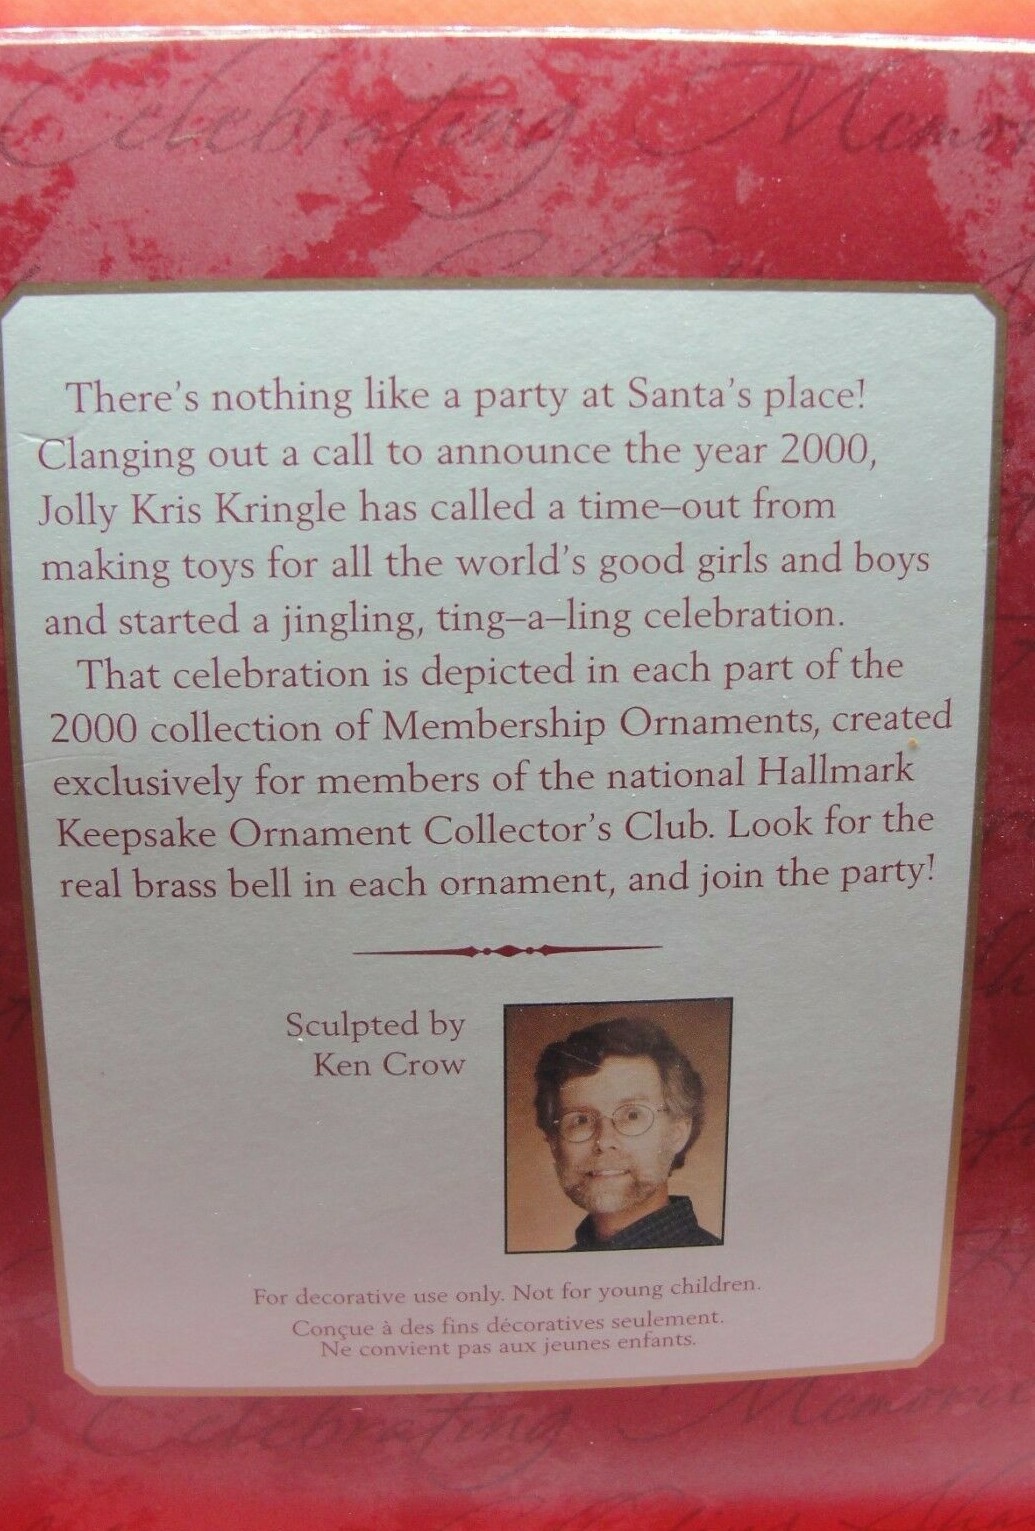 Celebrating
There's nothing like a party at Santa's place!
Clanging out a call to announce the year 2000,
Jolly Kris Kringle has called a time–out from
making toys for all the world's good girls and boys
and started a jingling, ting–a–ling celebration.
That celebration is depicted in each part of the
2000 collection of Membership Ornaments, created
exclusively for members of the national Hallmark
Keepsake Ornament Collector's Club. Look for the
real brass bell in each ornament, and join the party!
Sculpted by
Ken Crow
For decorative use only. Not for young children.
Conçue à des fins décoratives seulement.
Ne convient pas aux jeunes enfants.
Celebrating